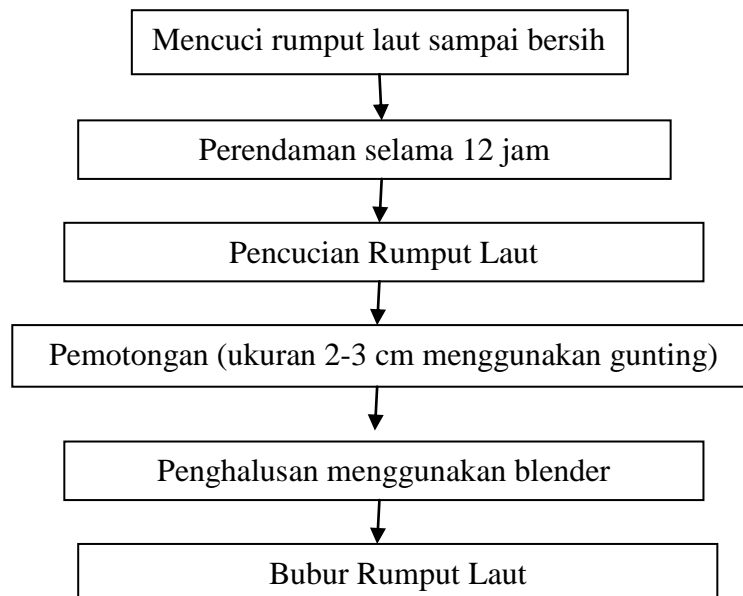 Mencuci rumput laut sampai bersih
Perendaman selama 12 jam
Pencucian Rumput Laut
Pemotongan (ukuran 2-3 cm menggunakan gunting)
Penghalusan menggunakan blender
Bubur Rumput Laut